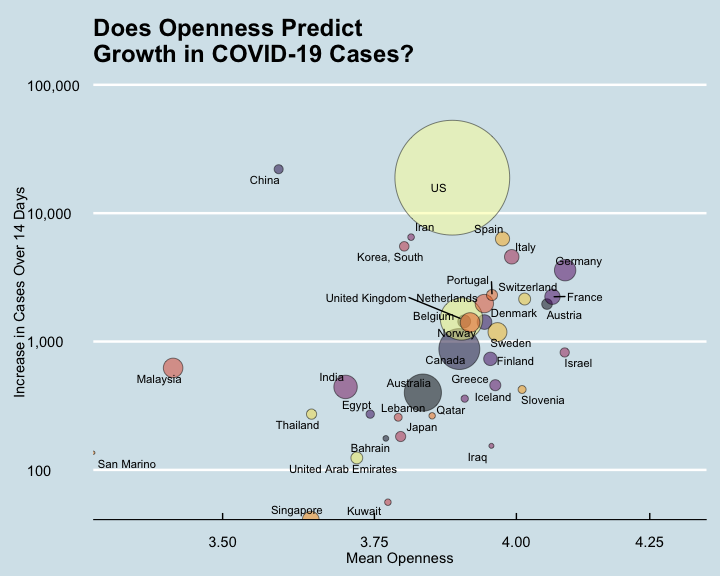 Does Openness Predict
Growth in COVID-19 Cases?
Increase in Cases Over 14 Days
100,000
10,000
1,000
100
China
US
Iran
Spain
Korea, South
Italy
Germany
Portugal
Switzerland
United Kingdom
Netherlands
France
Belgium
Denmark
Austria
Norway
Sweden
Canada
Finland
Israel
Malaysia
India
Australia
Greece
Iceland
Slovenia
Egypt
Lebanon
Qatar
Thailand
Japan
Bahrain
Iraq
San Marino
United Arab Emirates
Singapore
Kuwait
3.50
3.75
4.00
4.25
Mean Openness